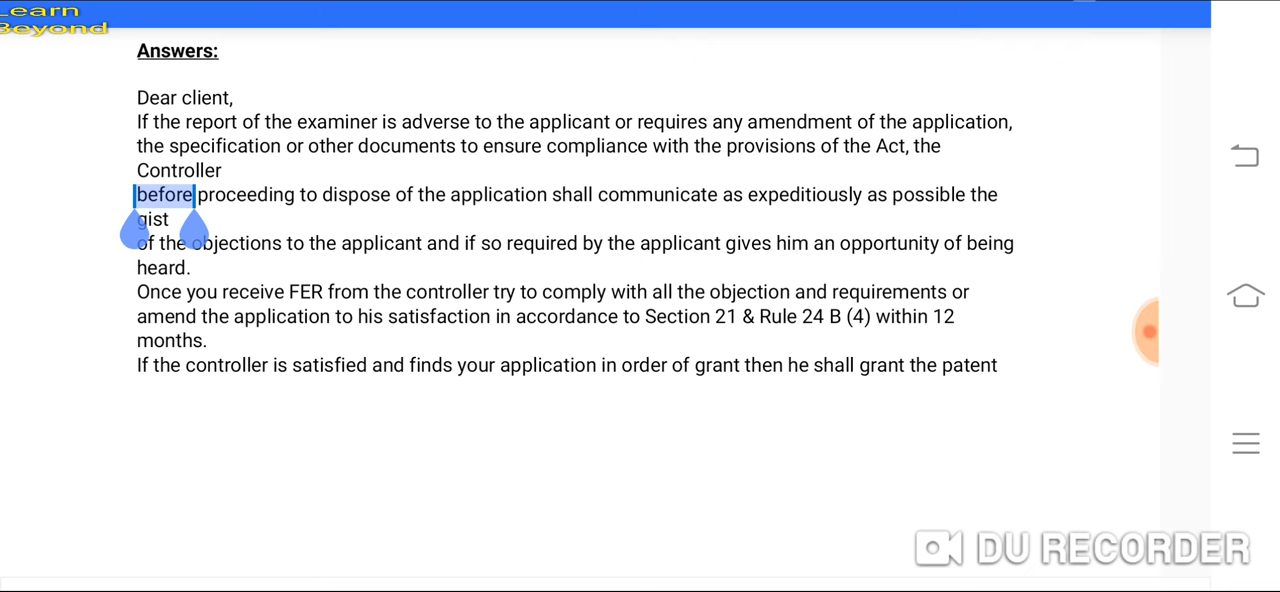 Learn
Beyond
Answers:
Dear client,
If the report of the examiner is adverse to the applicant or requires any amendment of the application,
the specification or other documents to ensure compliance with the provisions of the Act, the
Controller
before proceeding to dispose of the application shall communicate as expeditiously as possible the
gist
of the objections to the applicant and if so required by the applicant gives him an opportunity of being
heard.
Once you receive FER from the controller try to comply with all the objection and requirements or
amend the application to his satisfaction in accordance to Section 21 & Rule 24 B (4) within 12
months.
If the controller is satisfied and finds your application in order of grant then he shall grant the patent
DU RECORDER